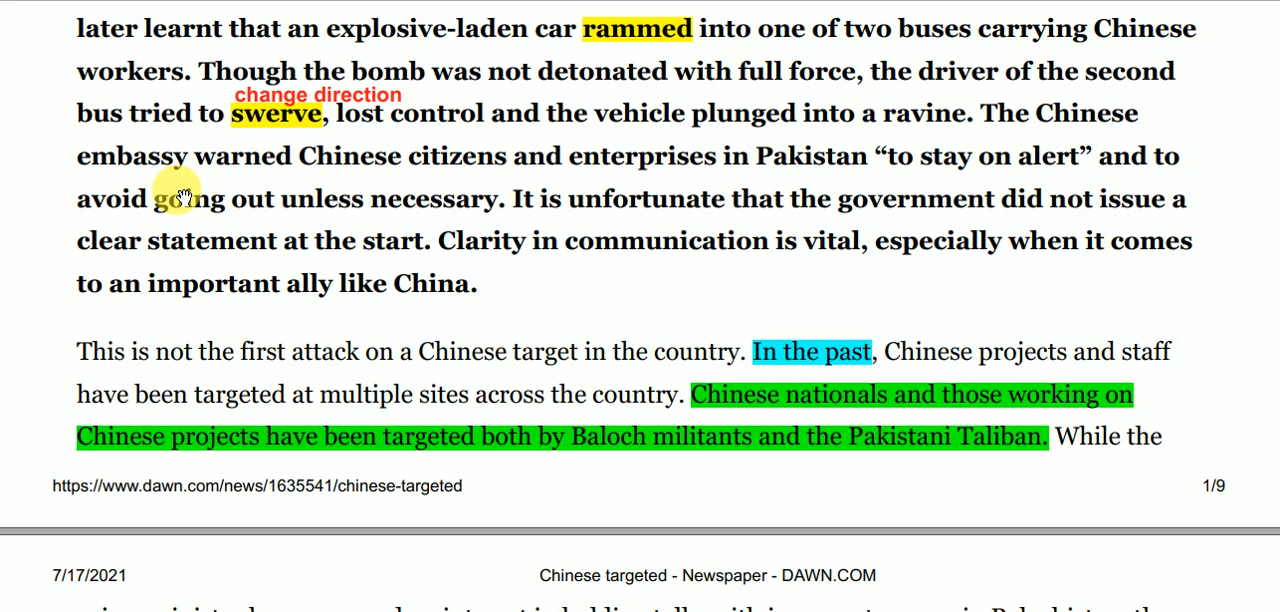 later learnt that an explosive-laden car rammed into one of two buses carrying Chinese
workers. Though the bomb was not detonated with full force, the driver of the second
change direction
bus tried to swerve, lost control and the vehicle plunged into a ravine. The Chinese
embassy warned Chinese citizens and enterprises in Pakistan “to stay on alert” and to
avoid going out unless necessary. It is unfortunate that the government did not issue a
clear statement at the start. Clarity in communication is vital, especially when it comes
to an important ally like China.
This is not the first attack on a Chinese target in the country. In the past, Chinese projects and staff
have been targeted at multiple sites across the country. Chinese nationals and those working on
Chinese projects have been targeted both by Baloch militants and the Pakistani Taliban. While the
https://www.dawn.com/news/1635541/chinese-targeted 1/9
7/17/2021 Chinese targeted - Newspaper - DAWN.COM